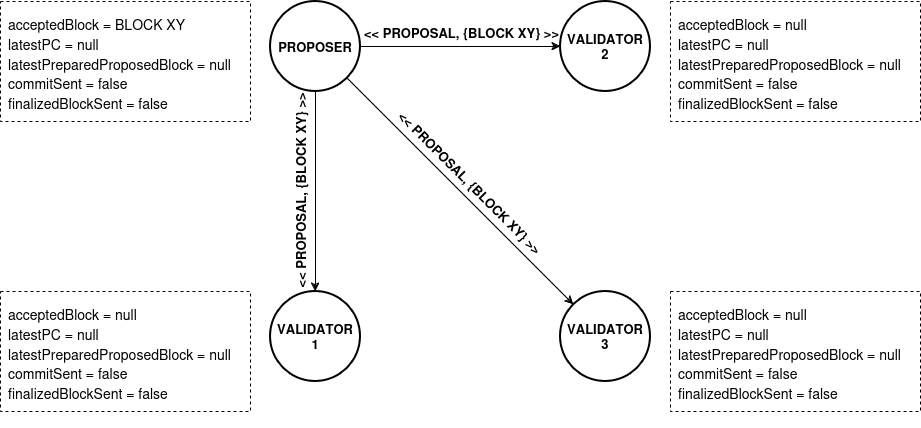 acceptedBlock = BLOCK XY
latestPC = null
latestPreparedProposedBlock = null
commitSent = false
finalizedBlockSent = false
PROPOSER
<< PROPOSAL, {BLOCK XY} >>
VALIDATOR
2
acceptedBlock = null
latestPC = null
latestPreparedProposedBlock = null
commitSent = false
finalizedBlockSent = false
<< PROPOSAL, {BLOCK XY} >>
<< PROPOSAL, {BLOCK XY} >>
acceptedBlock = null
latestPC = null
latestPreparedProposedBlock = null
commitSent = false
finalizedBlockSent = false
VALIDATOR
1
VALIDATOR
3
acceptedBlock = null
latestPC = null
latestPreparedProposedBlock = null
commitSent = false
finalizedBlockSent = false